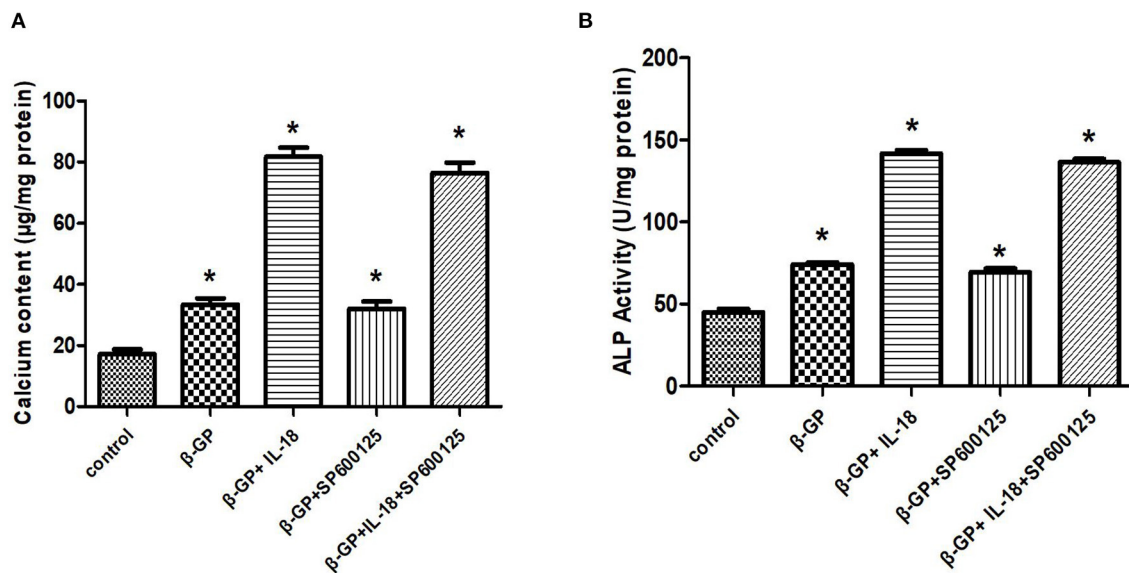 A
Calcium content (µg/mg protein)
100
80
60
40
20
0
*
*
*
*
control
β-GP
β-GP+ IL-18
β-GP+SP600125
β-GP+IL-18+SP600125
B
ALP Activity (U/mg protein)
200
150
100
50
0
*
*
*
*
control
β-GP
β-GP+ IL-18
β-GP+SP600125
β-GP+ IL-18+SP600125